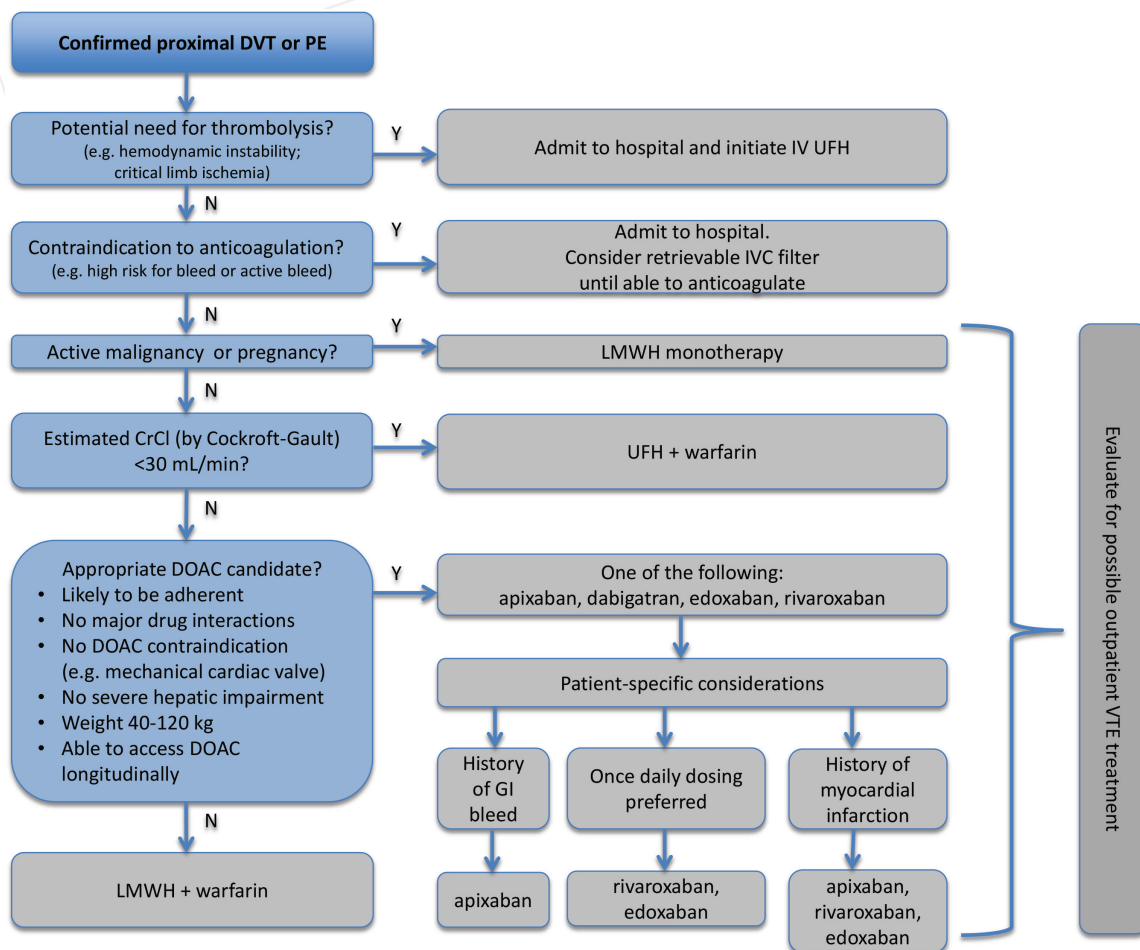 Confirmed proximal DVT or PE
Potential need for thrombolysis?
(e.g. hemodynamic instability;
critical limb ischemia)
Y
Admit to hospital and initiate IV UFH
N
Contraindication to anticoagulation?
(e.g. high risk for bleed or active bleed)
Y
Admit to hospital.
Consider retrievable IVC filter
until able to anticoagulate
N
Active malignancy or pregnancy?
Y
LMWH monotherapy
N
Estimated CrCl (by Cockroft-Gault)
<30 mL/min?
Y
UFH + warfarin
N
Appropriate DOAC candidate?
• Likely to be adherent
• No major drug interactions
• No DOAC contraindication
(e.g. mechanical cardiac valve)
• No severe hepatic impairment
• Weight 40-120 kg
• Able to access DOAC
longitudinally
Y
One of the following:
apixaban, dabigatran, edoxaban, rivaroxaban
Patient-specific considerations
History
of GI
bleed
Once daily dosing
preferred
History of
myocardial
infarction
apixaban
rivaroxaban,
edoxaban
apixaban,
rivaroxaban,
edoxaban
N
LMWH + warfarin
Evaluate for possible outpatient VTE treatment